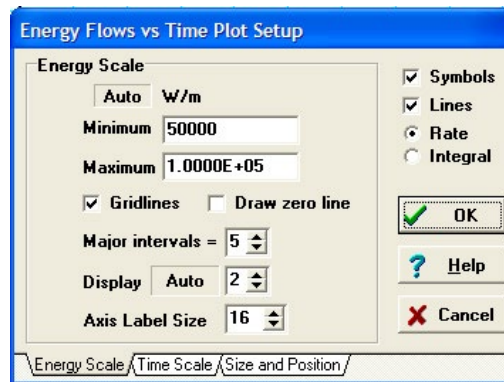 Energy Flows vs Time Plot Setup
Energy Scale
Auto W/m
Minimum 50000
Maximum 1.0000E+05
Gridlines Draw zero line
Major intervals = 5
Display Auto 2
Axis Label Size 16
Symbols
Lines
Rate
Integral
OK
Help
Cancel
Energy Scale Time Scale Size and Position